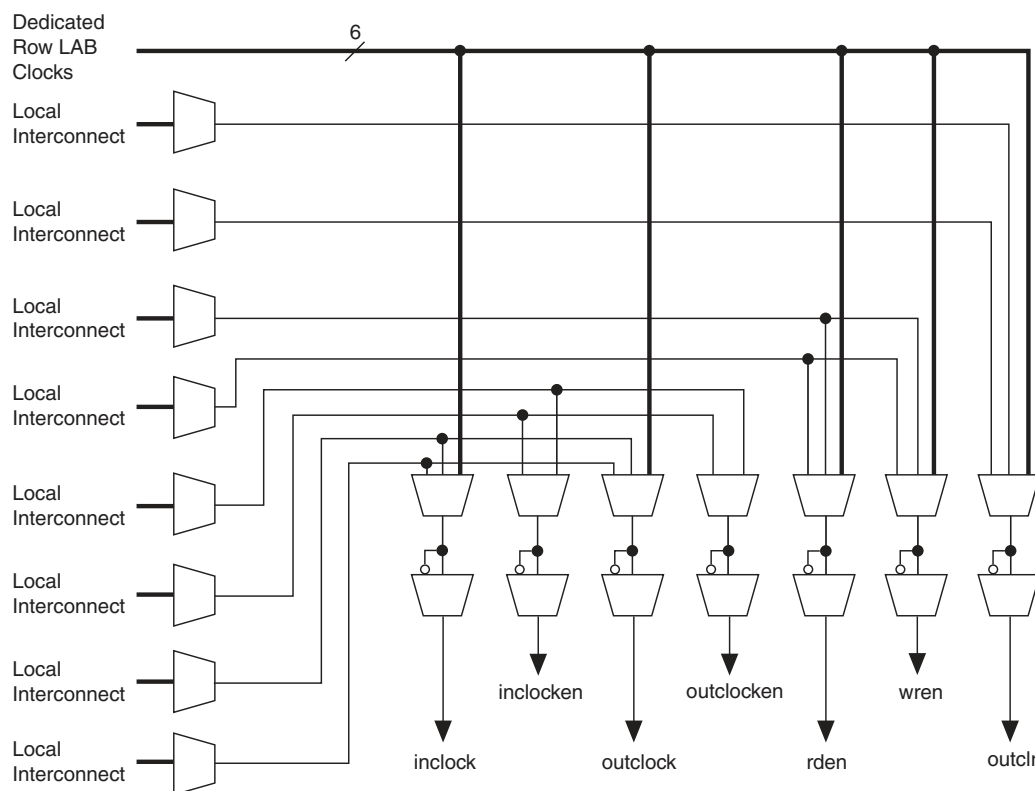 Dedicated
Row LAB
Clocks
6
Local
Interconnect
Local
Interconnect
Local
Interconnect
Local
Interconnect
Local
Interconnect
Local
Interconnect
Local
Interconnect
Local
Interconnect
inclocken
outclocken
wren
inclock
outclock
rden
outclr